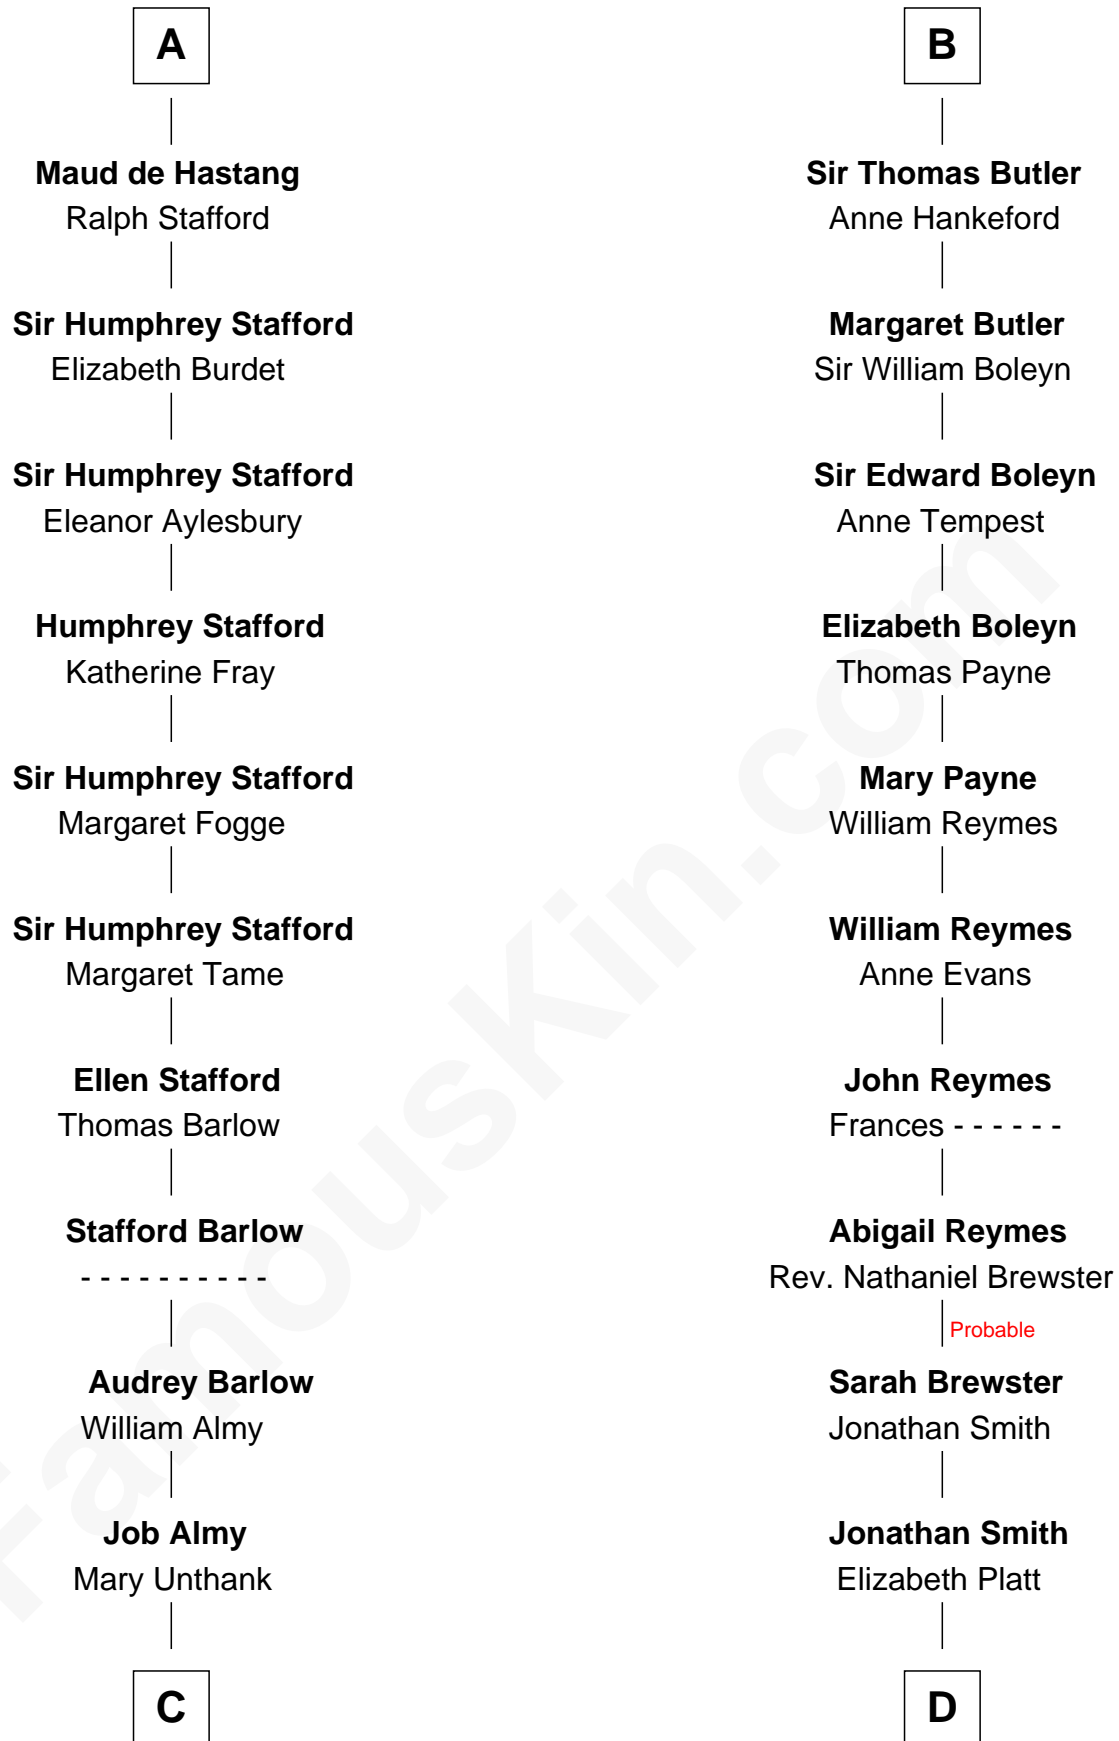 A
Maud de Hastang
Ralph Stafford
Sir Humphrey Stafford
Elizabeth Burdet
Sir Humphrey Stafford
Eleanor Aylesbury
Humphrey Stafford
Katherine Fray
Sir Humphrey Stafford
Margaret Fogge
Sir Humphrey Stafford
Margaret Tame
Ellen Stafford
Thomas Barlow
Stafford Barlow
- - - - - - - - - -
Audrey Barlow
William Almy
Job Almy
Mary Unthank
C
B
Sir Thomas Butler
Anne Hankeford
Margaret Butler
Sir William Boleyn
Sir Edward Boleyn
Anne Tempest
Elizabeth Boleyn
Thomas Payne
Mary Payne
William Reymes
William Reymes
Anne Evans
John Reymes
Frances - - - - - -
Abigail Reymes
Rev. Nathaniel Brewster
Probable
Sarah Brewster
Jonathan Smith
Jonathan Smith
Elizabeth Platt
D
FamousKin.com